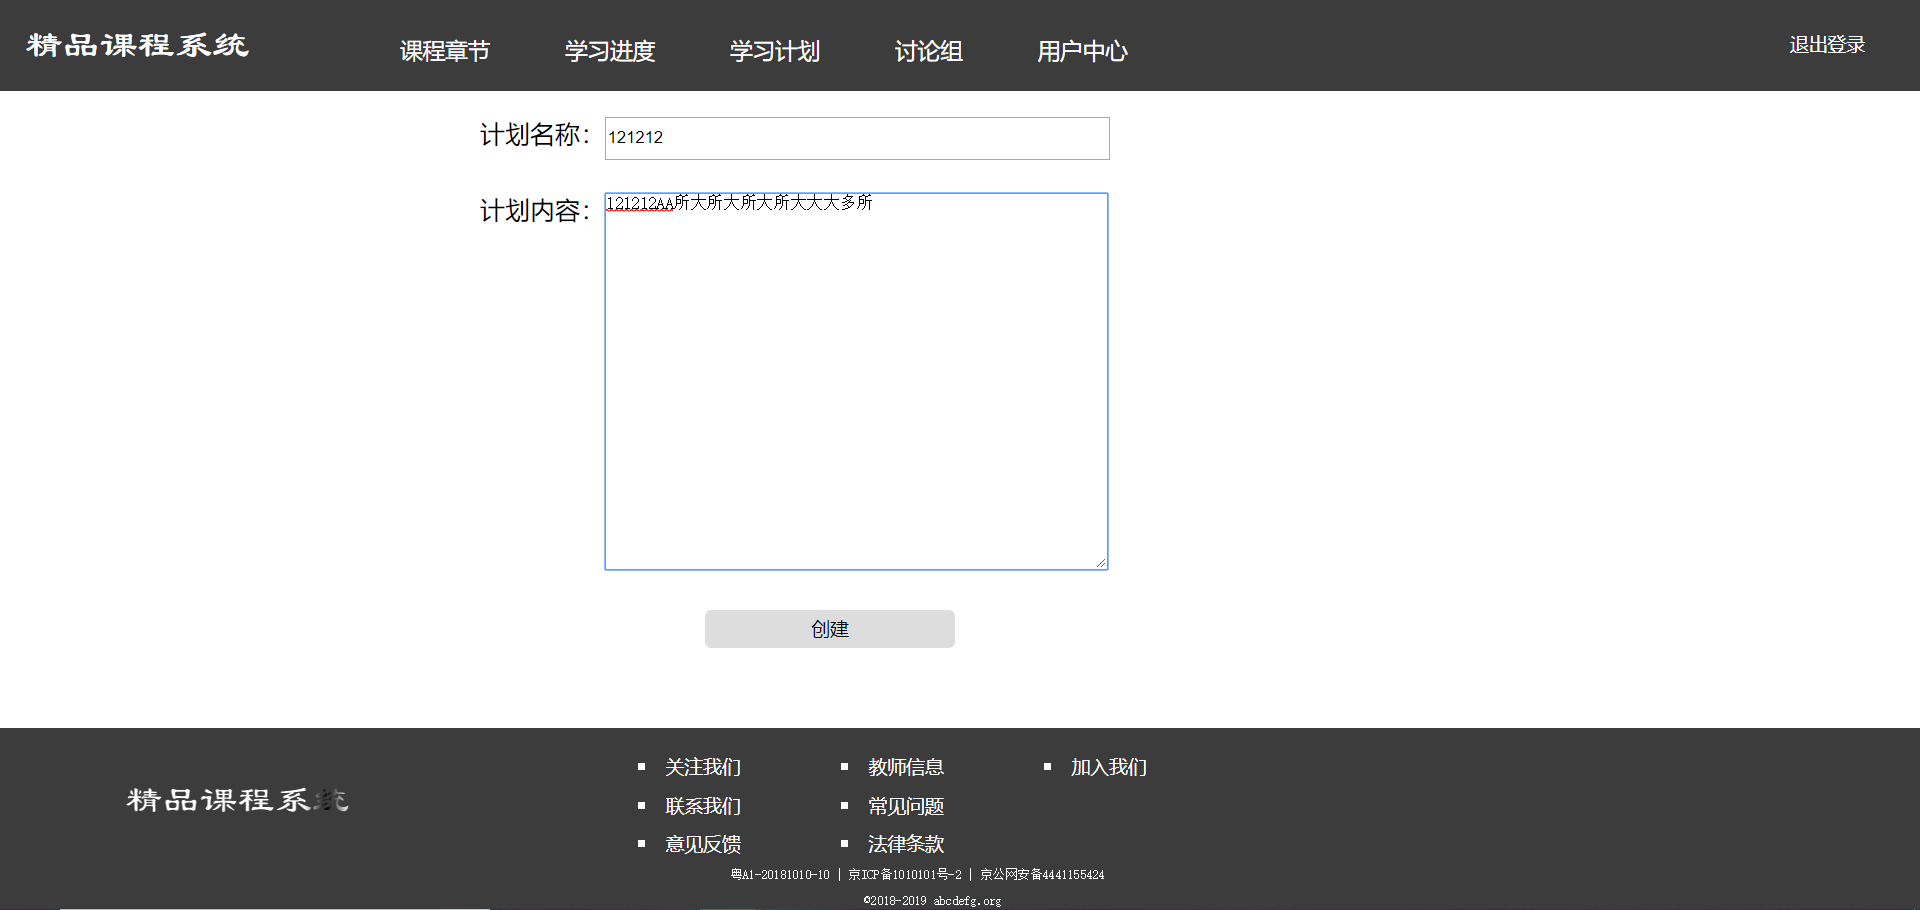 精品课程系统 课程章节 学习进度 学习计划 讨论组 用户中心 退出登录
计划名称： 121212
计划内容： 121212AA所大所大所大所大大大多所
创建
精品课程系统
关注我们 教师信息 加入我们
联系我们 常见问题
意见反馈 法律条款
粤A1-20181010-10 | 京ICP备1010101号-2 | 京公网安备4441155424
©2018-2019 abcdefg.org